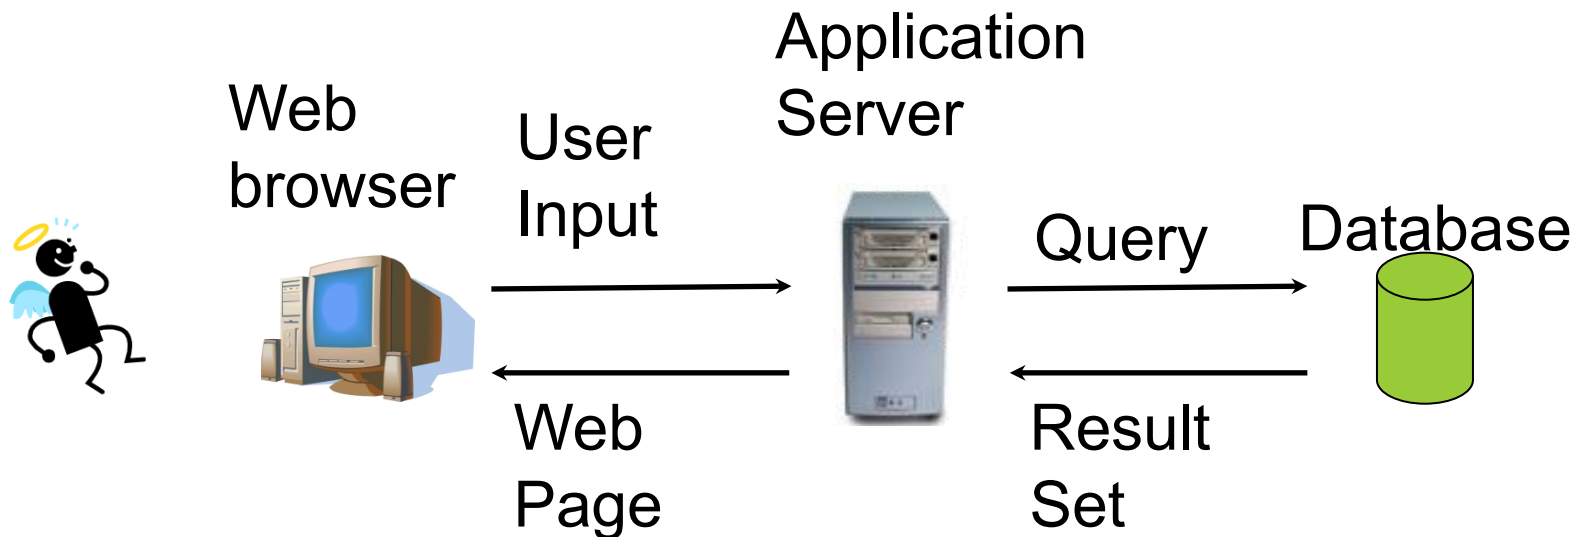 Application
Server
Web
browser
User
Input
Query
Database
Web
Page
Result
Set